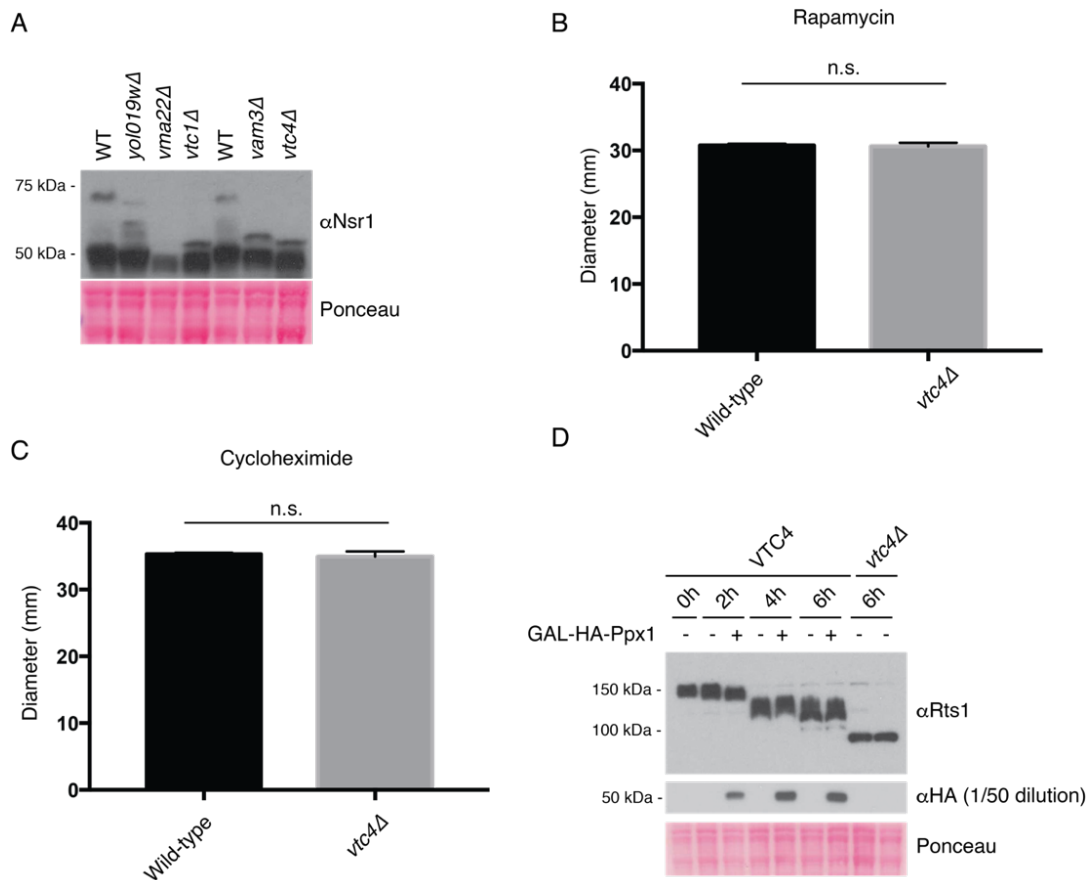 A
WT
yol019wΔ
vma22Δ
vtc1Δ
WT
vam3Δ
vtc4Δ
75 kDa -
50 kDa -
αNsr1
Ponceau
B
Rapamycin
n.s.
40
30
20
10
0
Diameter (mm)
Wild-type
vtc4Δ
C
Cycloheximide
n.s.
40
30
20
10
0
Diameter (mm)
Wild-type
vtc4Δ
D
VTC4 vtc4Δ
0h 2h 4h 6h 6h
GAL-HA-Ppx1 - - + - + - + - -
150 kDa -
100 kDa -
αRts1
50 kDa -
αHA (1/50 dilution)
Ponceau